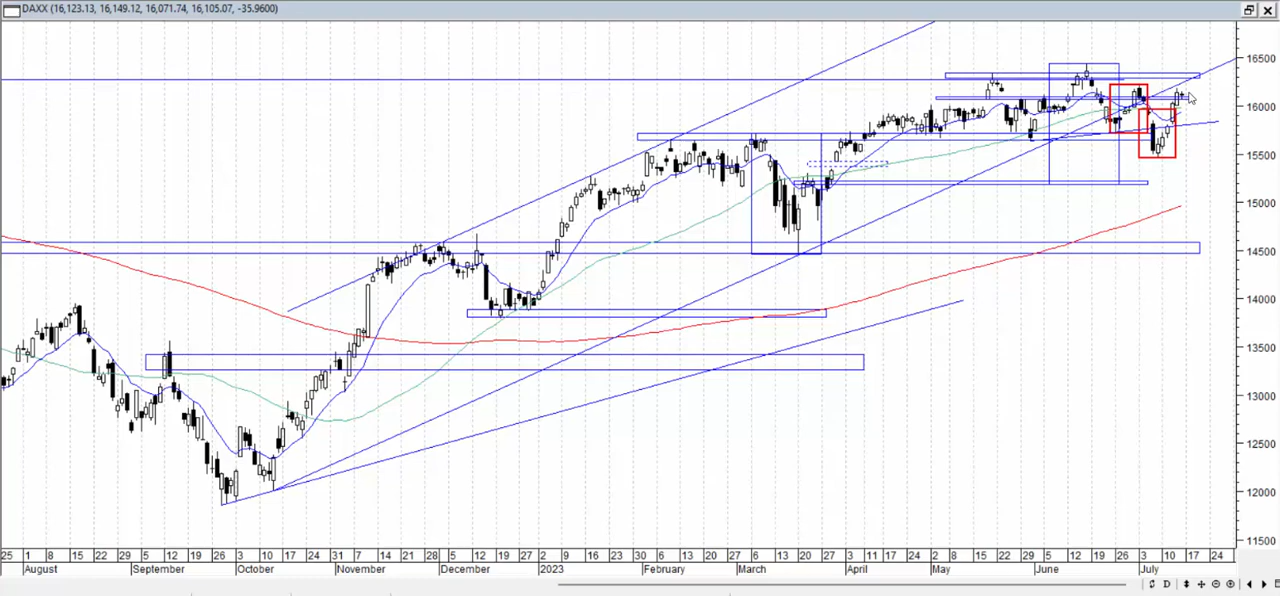 DAXX (16,123.13, 16,149.12, 16,071.74, 16,105.07, -35.9600)
16500
16000
15500
15000
14500
14000
13500
13000
12500
12000
11500
25 1 8 15 22 29 5 12 19 26 3 10 17 24 31 7 14 21 28 5 12 19 27 2 9 16 23 30 6 13 20 27 6 13 20 27 3 11 17 24 2 8 15 22 29 5 12 19 26 3 10 17 24
August September October November December 2023 February March April May June July
D